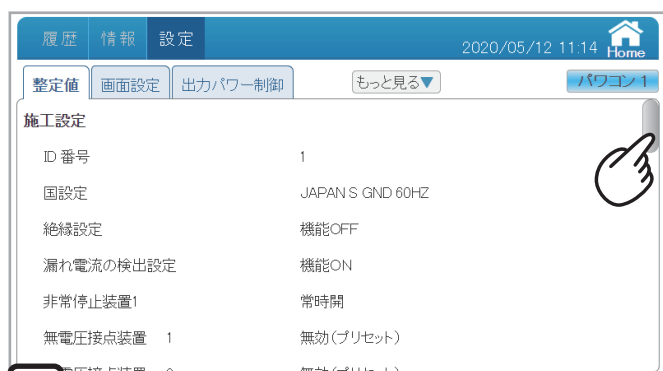 履歴 情報 設定 2020/05/12 11:14 Home
整定値 画面設定 出力パワー制御 もっと見る▼ パワコン 1
施工設定
ID 番号 1
国設定 JAPAN S GND 60HZ
絶縁設定 機能OFF
漏れ電流の検出設定 機能ON
非常停止装置1 常時開
無電圧接点装置 1 無効(プリセット)